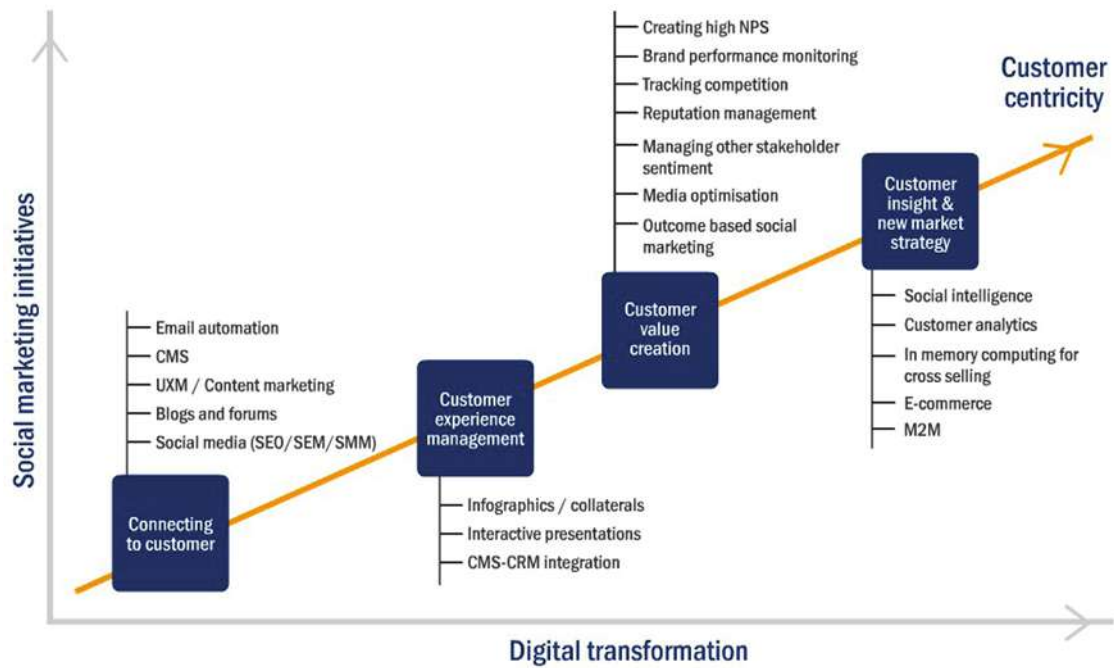 Creating high NPS
Brand performance monitoring
Tracking competition
Reputation management
Managing other stakeholder
sentiment
Media optimisation
Outcome based social
marketing
Customer
centricity
Customer
insight &
new market
strategy
Social intelligence
Customer analytics
In memory computing for
cross selling
E-commerce
M2M
Customer
value
creation
Email automation
CMS
UXM / Content marketing
Blogs and forums
Social media (SEO/SEM/SMM)
Customer
experience
management
Infographics / collaterals
Interactive presentations
CMS-CRM integration
Connecting
to customer
Social marketing initiatives
Digital transformation